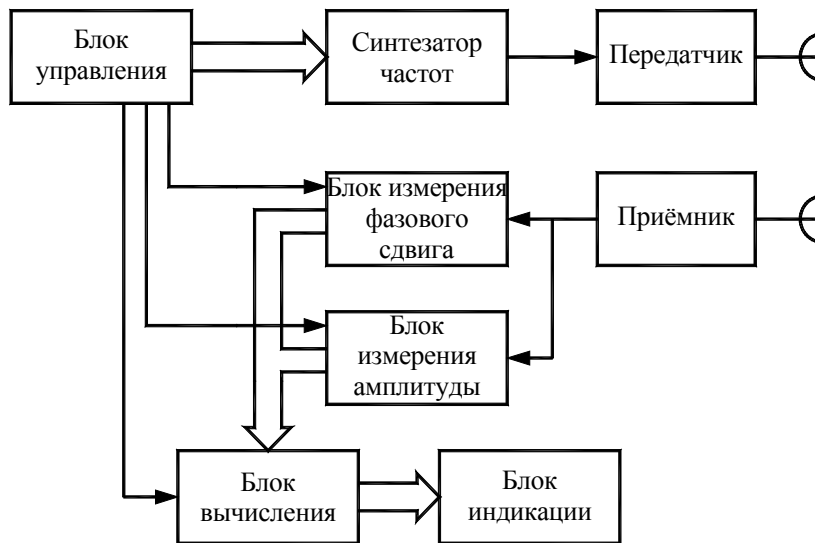 Блок
управления
Синтезатор
частот
Передатчик
Блок измерения
фазового
сдвига
Приёмник
Блок
измерения
амплитуды
Блок
вычисления
Блок
индикации